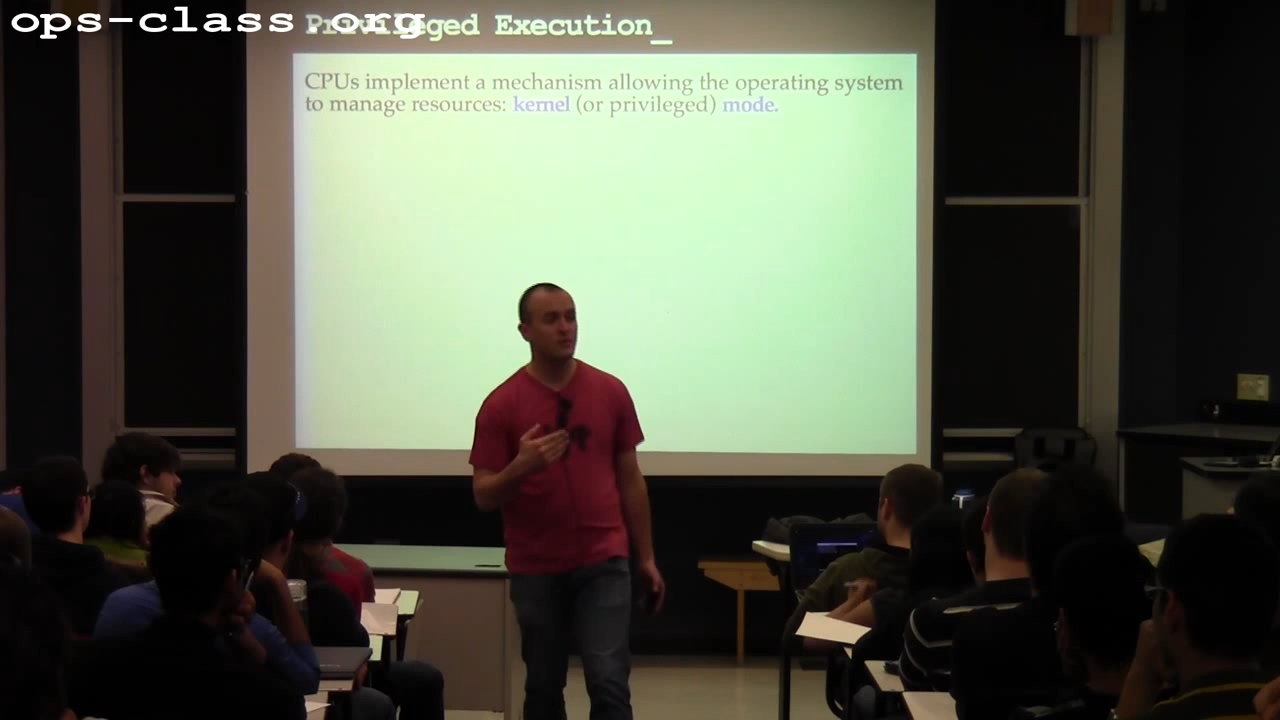 ops-class.org
Privileged Execution_
CPUs implement a mechanism allowing the operating system
to manage resources: kernel (or privileged) mode.